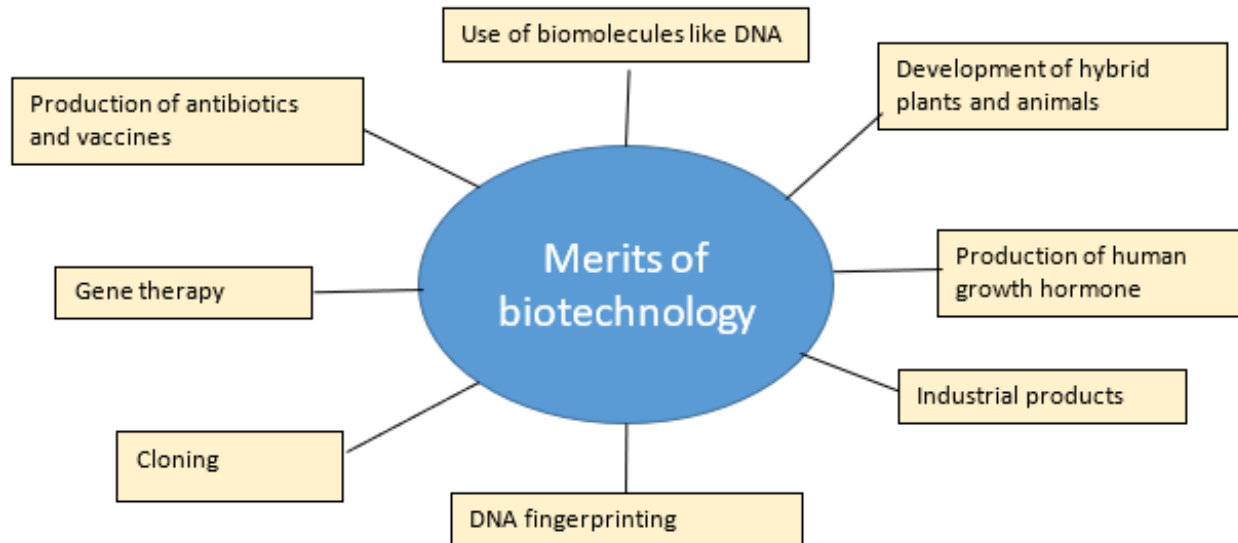 Use of biomolecules like DNA
Development of hybrid
plants and animals
Production of antibiotics
and vaccines
Merits of
biotechnology
Production of human
growth hormone
Gene therapy
Industrial products
Cloning
DNA fingerprinting